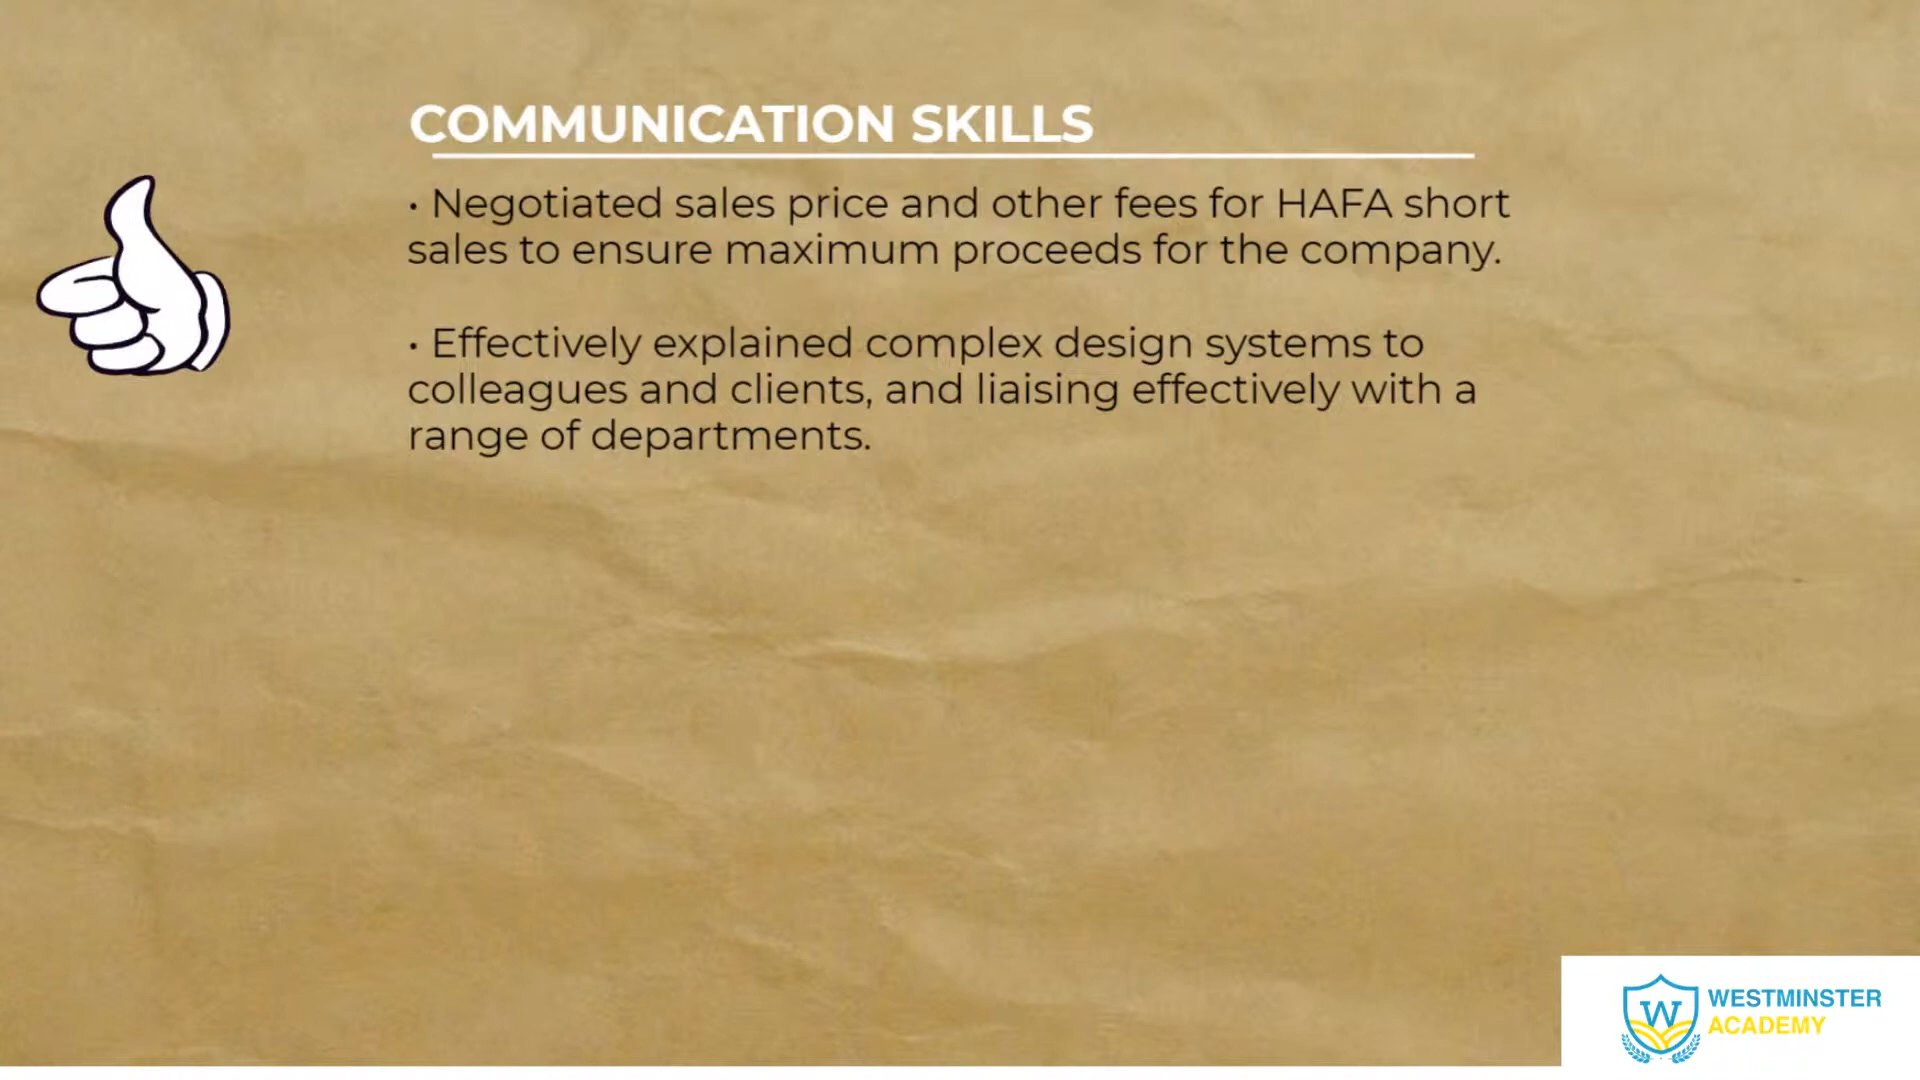 COMMUNICATION SKILLS
• Negotiated sales price and other fees for HAFA short
sales to ensure maximum proceeds for the company.
• Effectively explained complex design systems to
colleagues and clients, and liaising effectively with a
range of departments.
W
WESTMINSTER
ACADEMY